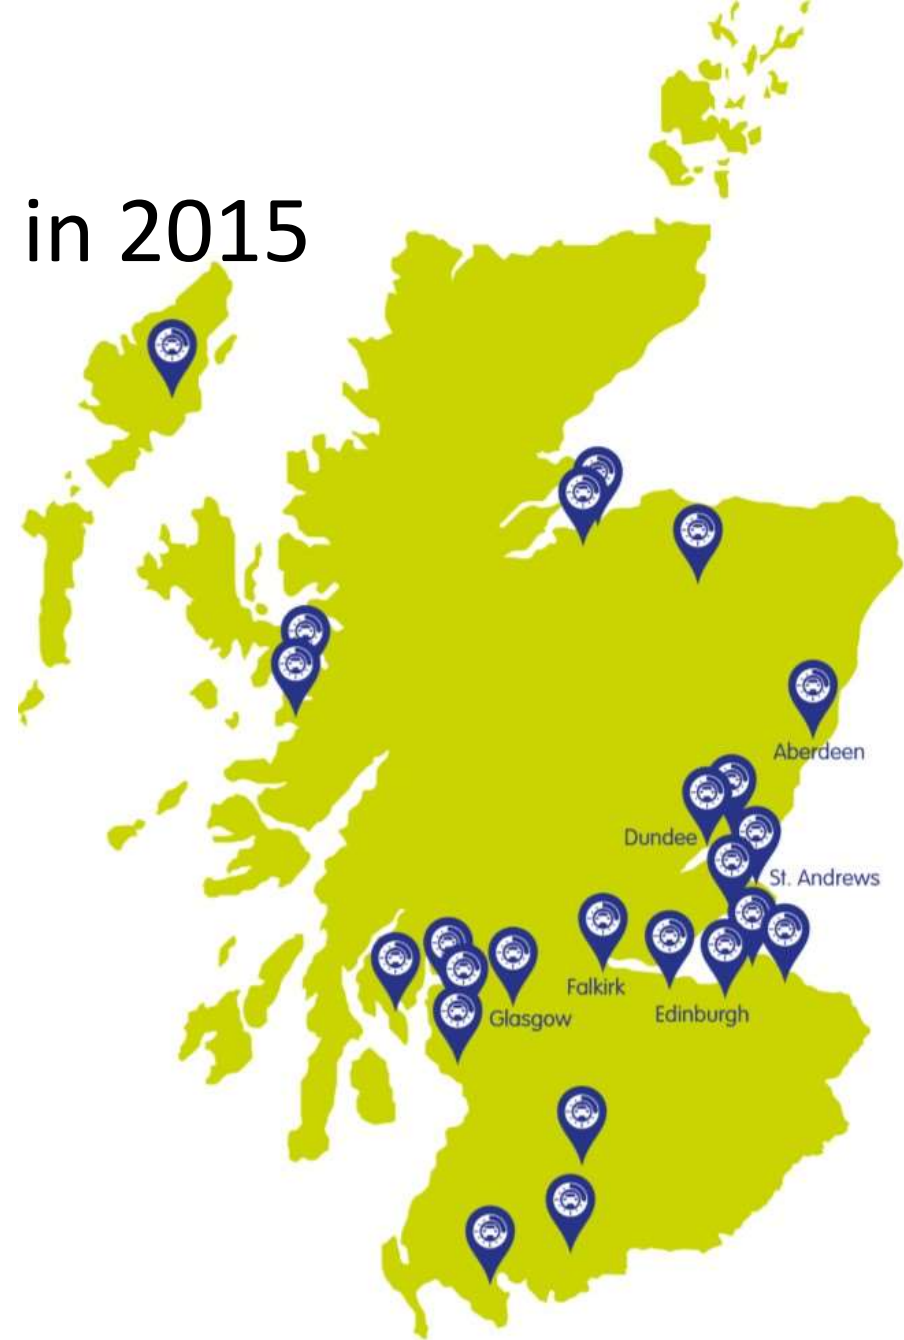 in 2015
Aberdeen
Dundee
St. Andrews
Falkirk
Edinburgh
Glasgow